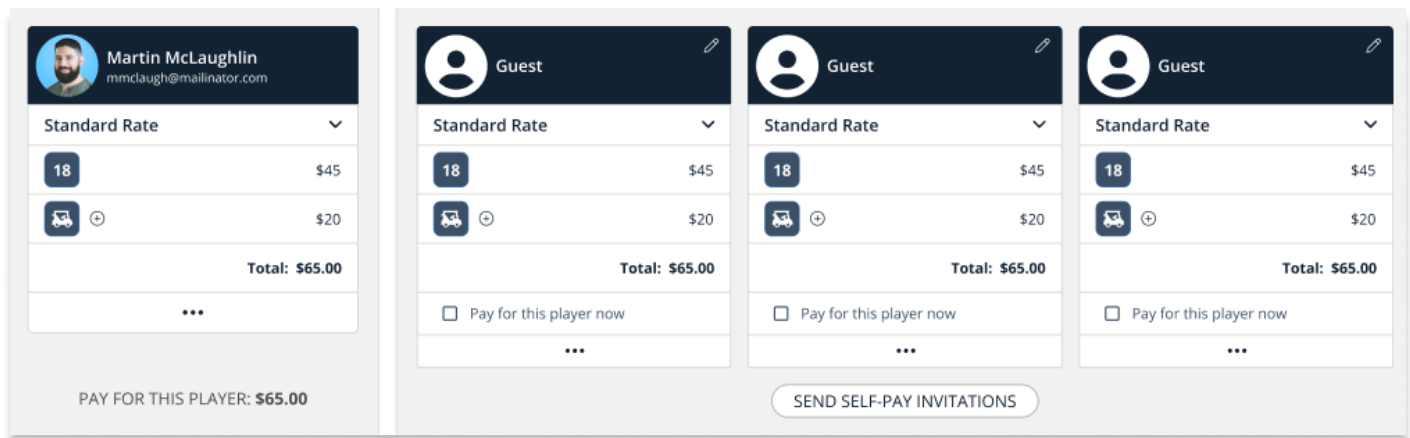 Martin McLaughlin
mmclaugh@mailinator.com
Standard Rate
18 $45
$20
Total: $65.00
•••
PAY FOR THIS PLAYER: $65.00
Guest
Standard Rate
18 $45
$20
Total: $65.00
Pay for this player now
•••
Guest
Standard Rate
18 $45
$20
Total: $65.00
Pay for this player now
•••
Guest
Standard Rate
18 $45
$20
Total: $65.00
Pay for this player now
•••
SEND SELF-PAY INVITATIONS